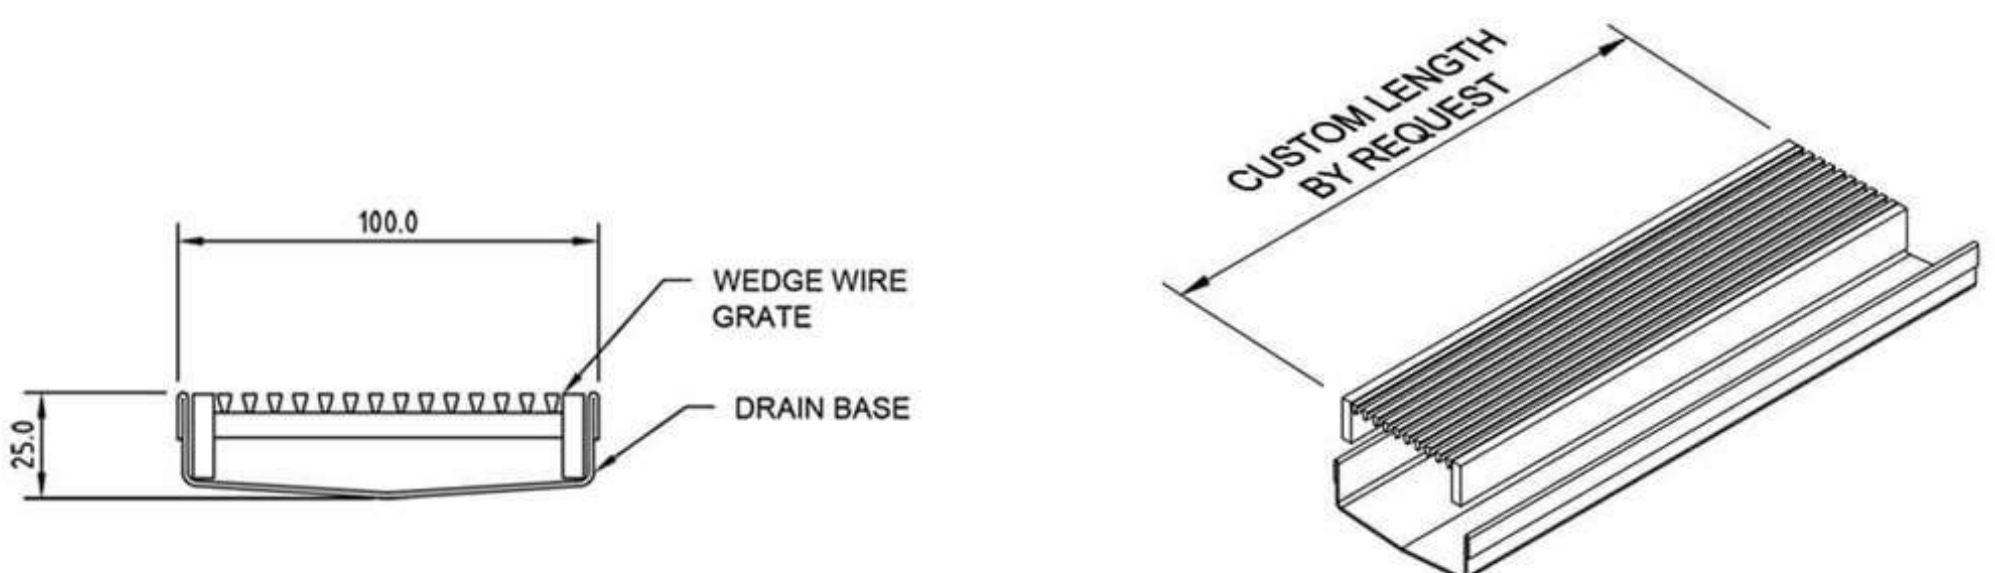 100.0
WEDGE WIRE
GRATE
DRAIN BASE
25.0
CUSTOM LENGTH
BY REQUEST